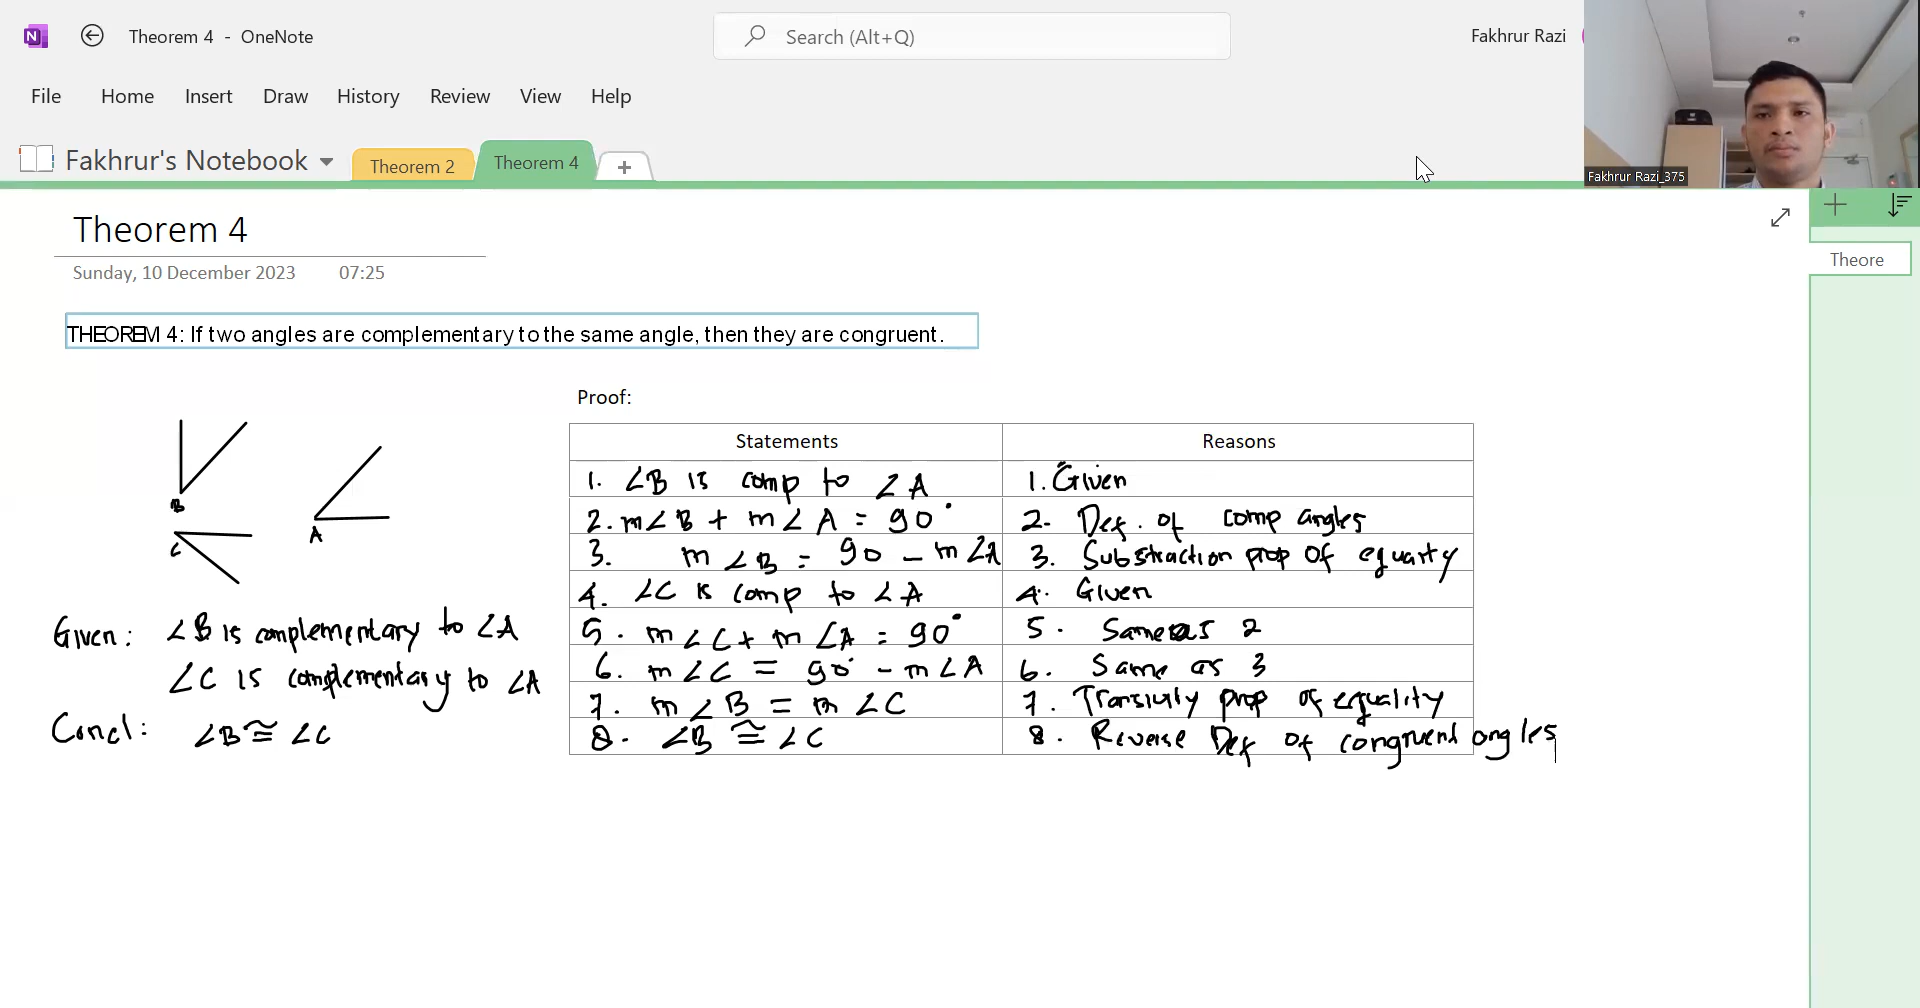 Theorem 4 - OneNote
Search (Alt+Q)
Fakhrur Razi
File Home Insert Draw History Review View Help
Fakhrur's Notebook
Theorem 2
Theorem 4
Fakhrur Razi_375
Theorem 4
Theore
Sunday, 10 December 2023 07:25
THEOREM 4: If two angles are complementary to the same angle, then they are congruent.
Proof:
Statements
Reasons
1. ∠B is comp to ∠A
1. Given
2. m∠B + m∠A = 90°
2. Def. of comp angles
3. m∠B = 90 - m∠A
3. Substraction prop of equarty
4. ∠C is comp to ∠A
4. Given
5. m∠C + m∠A = 90°
5. Same as 2
6. m∠C = 90° - m∠A
6. Same as 3
7. m∠B = m∠C
7. prop of equality
8. ∠B ≅ ∠C
8. Reverse Def of congruent angles
B
C
A
Given: ∠B is complementary to ∠A
∠C is complementary to ∠A
Concl: ∠B ≅ ∠C